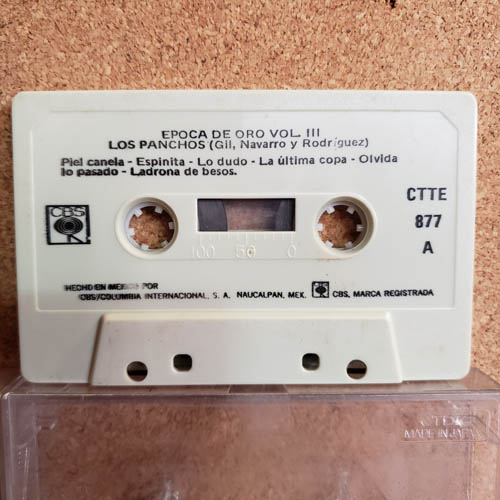 EPOCA DE ORO VOL. III
LOS PANCHOS (Gil, Navarro y Rodríguez)
Piel canela - Espinita - Lo dudo - La última copa - Olvida
lo pasado - Ladrona de besos.
CBS
CTTE
877
A
100 50 0
HECHO EN MEXICO POR
CBS/COLUMBIA INTERNACIONAL, S. A. NAUCALPAN, MEX.
CBS, MARCA REGISTRADA
TDK
MADE IN JAPAN